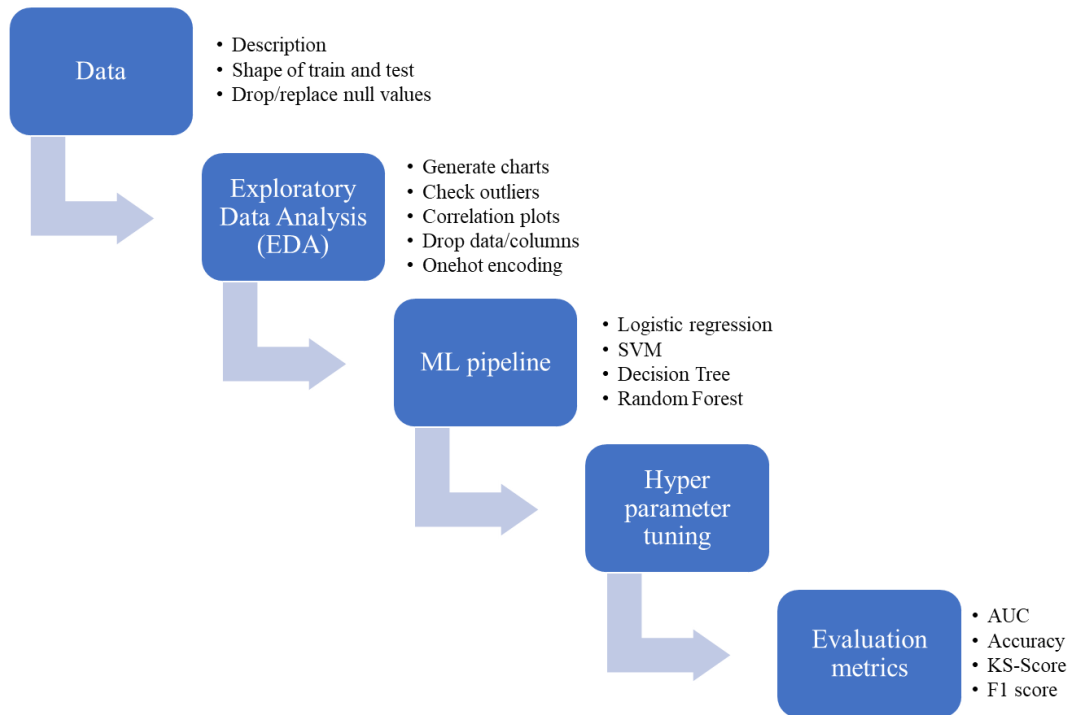 Data
• Description
• Shape of train and test
• Drop/replace null values
Exploratory
Data Analysis
(EDA)
• Generate charts
• Check outliers
• Correlation plots
• Drop data/columns
• Onehot encoding
ML pipeline
• Logistic regression
• SVM
• Decision Tree
• Random Forest
Hyper
parameter
tuning
Evaluation
metrics
• AUC
• Accuracy
• KS-Score
• F1 score